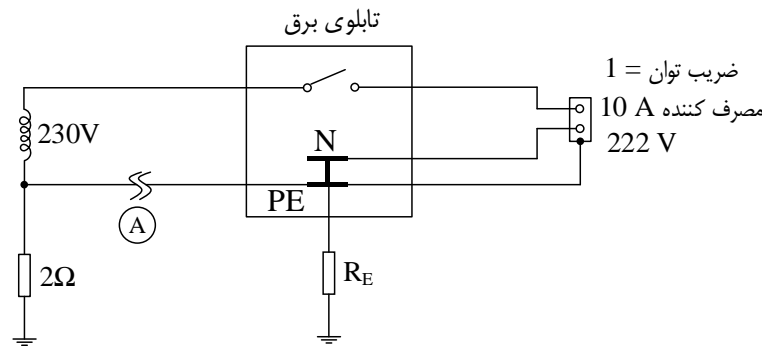 تابلوی برق
ضریب توان = 1
مصرف کننده 10 A
222 V
230V
N
PE
A
2Ω
R_E